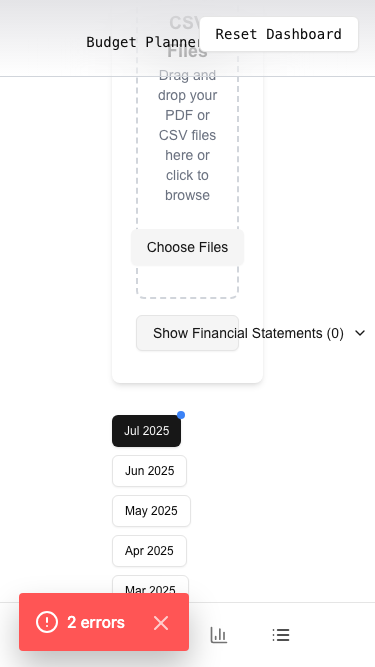 CSV
Files
Budget Planner
Reset Dashboard
Drag and
drop your
PDF or
CSV files
here or
click to
browse
Choose Files
Show Financial Statements (0)
Jul 2025
Jun 2025
May 2025
Apr 2025
Mar 2025
2 errors